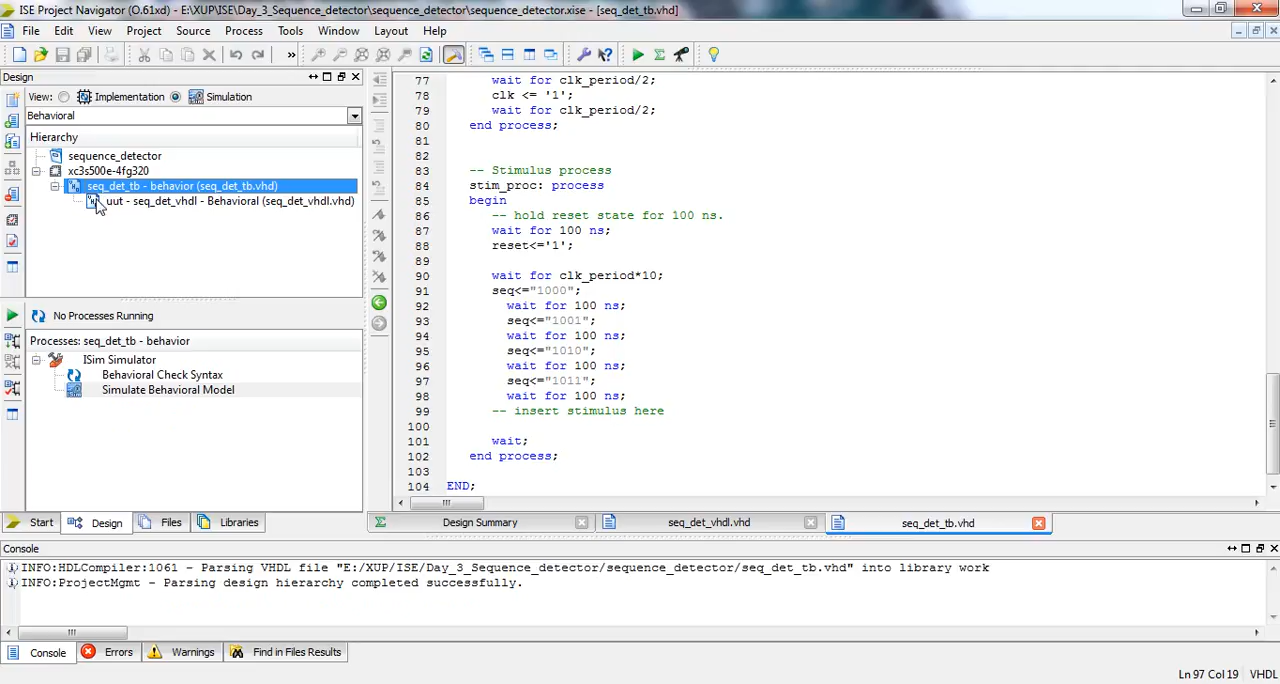 ISE Project Navigator (O.61xd) - E:\XUP\ISE\Day_3_Sequence_detector\sequence_detector\sequence_detector.xise - [seq_det_tb.vhd]
File Edit View Project Source Process Tools Window Layout Help
Design
View: Implementation Simulation
Behavioral
Hierarchy
sequence_detector
xc3s500e-4fg320
seq_det_tb - behavior (seq_det_tb.vhd)
uut - seq_det_vhdl - Behavioral (seq_det_vhdl.vhd)
No Processes Running
Processes: seq_det_tb - behavior
ISim Simulator
Behavioral Check Syntax
Simulate Behavioral Model
Start Design Files Libraries
77 wait for clk_period/2;
78 clk <= '1';
79 wait for clk_period/2;
80 end process;
81
82
83 -- Stimulus process
84 stim_proc: process
85 begin
86 -- hold reset state for 100 ns.
87 wait for 100 ns;
88 reset<='1';
89
90 wait for clk_period*10;
91 seq<="1000";
92 wait for 100 ns;
93 seq<="1001";
94 wait for 100 ns;
95 seq<="1010";
96 wait for 100 ns;
97 seq<="1011";
98 wait for 100 ns;
99 -- insert stimulus here
100
101 wait;
102 end process;
103
104 END;
Design Summary seq_det_vhdl.vhd seq_det_tb.vhd
Console
INFO:HDLCompiler:1061 - Parsing VHDL file "E:/XUP/ISE/Day_3_Sequence_detector/sequence_detector/seq_det_tb.vhd" into library work
INFO:ProjectMgmt - Parsing design hierarchy completed successfully.
Console Errors Warnings Find in Files Results
Ln 97 Col 19 VHDL